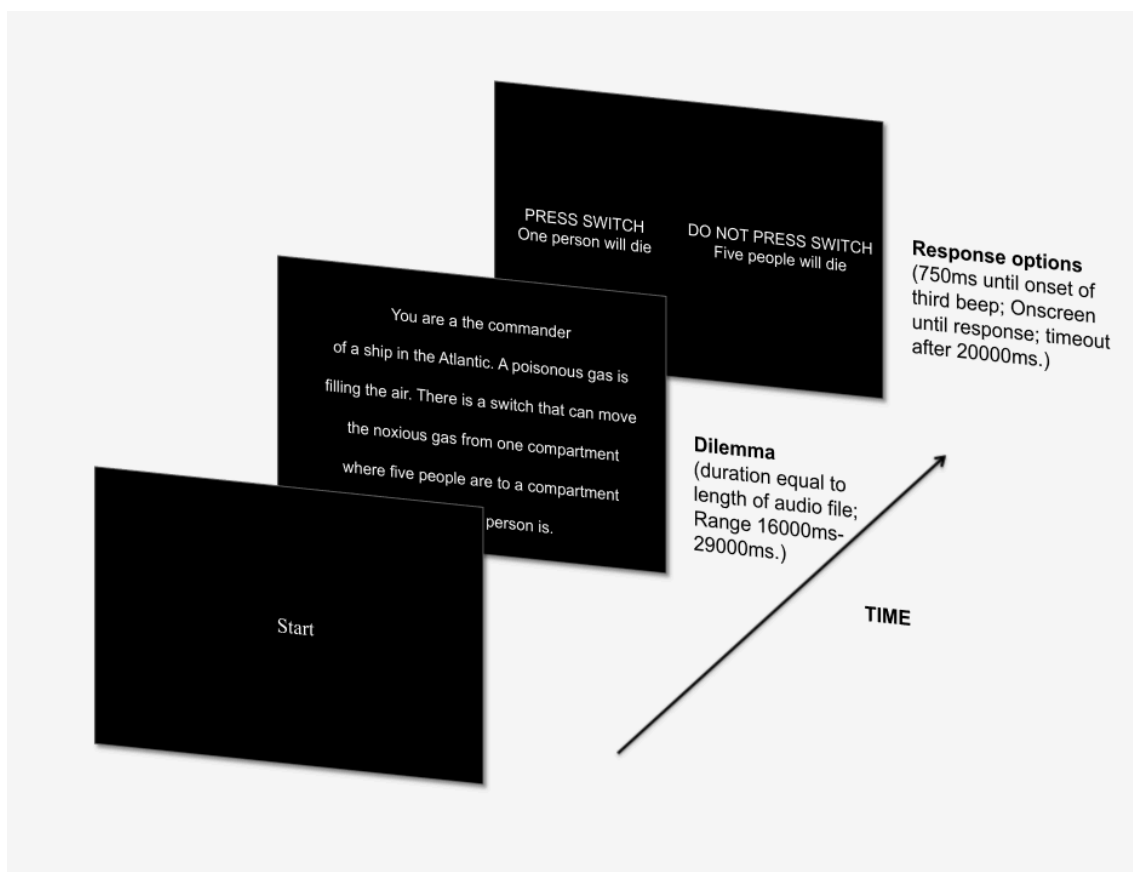 PRESS SWITCH
One person will die
DO NOT PRESS SWITCH
Five people will die
Response options
(750ms until onset of
third beep; Onscreen
until response; timeout
after 20000ms.)
You are a the commander
of a ship in the Atlantic. A poisonous gas is
filling the air. There is a switch that can move
the noxious gas from one compartment
where five people are to a compartment
person is.
Dilemma
(duration equal to
length of audio file;
Range 16000ms-
29000ms.)
Start
TIME